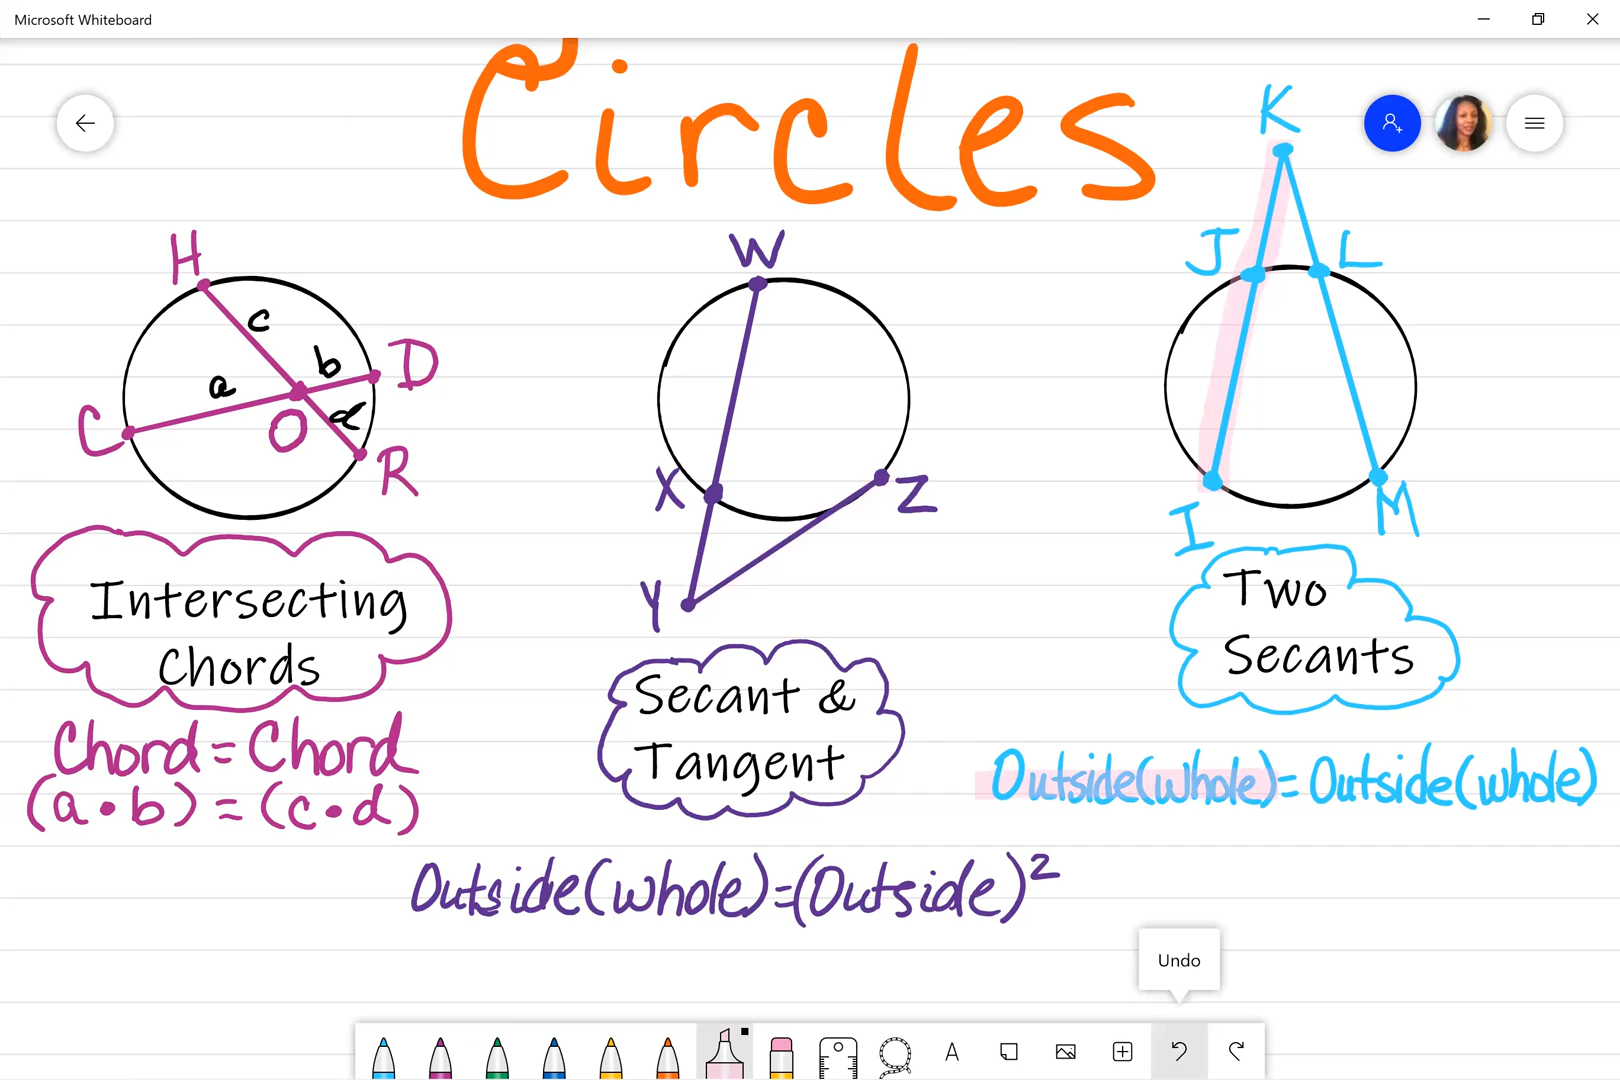 Microsoft Whiteboard
Circles
K
H
W
J
L
c
b
D
a
C
O
d
R
X
Z
I
M
Y
Intersecting
Chords
Secant &
Tangent
Two
Secants
Chord = Chord
(a • b) = (c • d)
Outside(whole) = Outside(whole)
Outside(whole)=(Outside)²
Undo
A